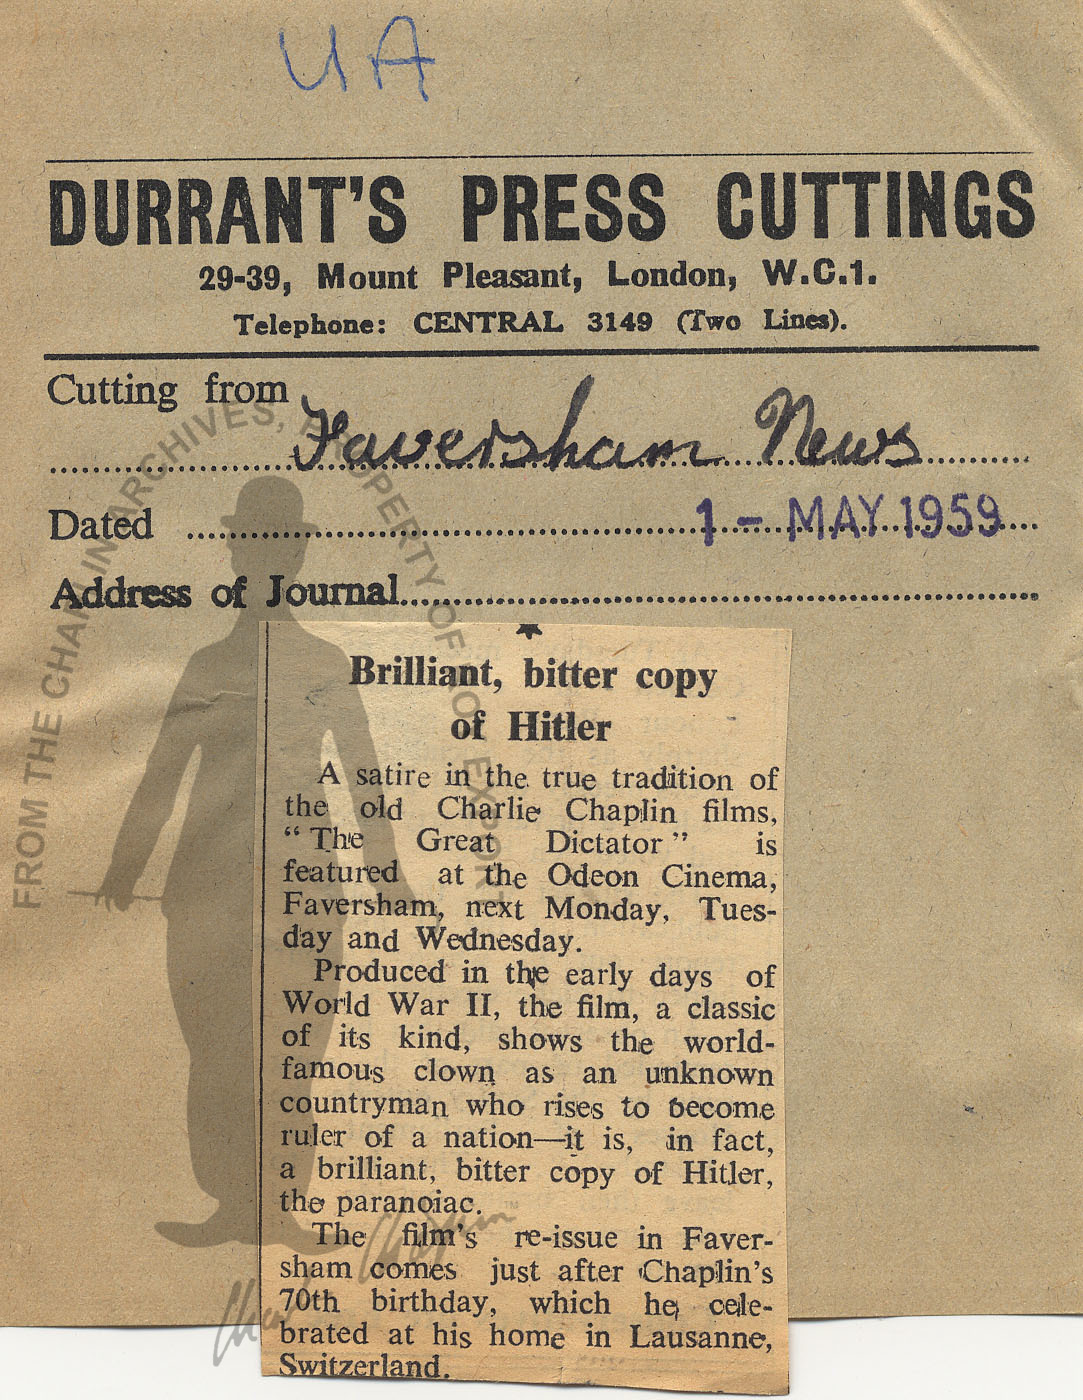 UA
DURRANT'S PRESS CUTTINGS
29-39, Mount Pleasant, London, W.C.1.
Telephone: CENTRAL 3149 (Two Lines).
Cutting from Faversham News
Dated 1 - MAY 1959
Address of Journal
Brilliant, bitter copy
of Hitler
A satire in the true tradition of
the old Charlie Chaplin films,
“The Great Dictator” is
featured at the Odeon Cinema,
Faversham, next Monday, Tues-
day and Wednesday.
Produced in the early days of
World War II, the film, a classic
of its kind, shows the world-
famous clown as an unknown
countryman who rises to become
ruler of a nation—it is, in fact,
a brilliant, bitter copy of Hitler,
the paranoiac.
The film's re-issue in Faver-
sham comes just after Chaplin's
70th birthday, which he cele-
brated at his home in Lausanne,
Switzerland.
FROM THE CHAPLIN ARCHIVES, PROPERTY OF ROY EXPORT